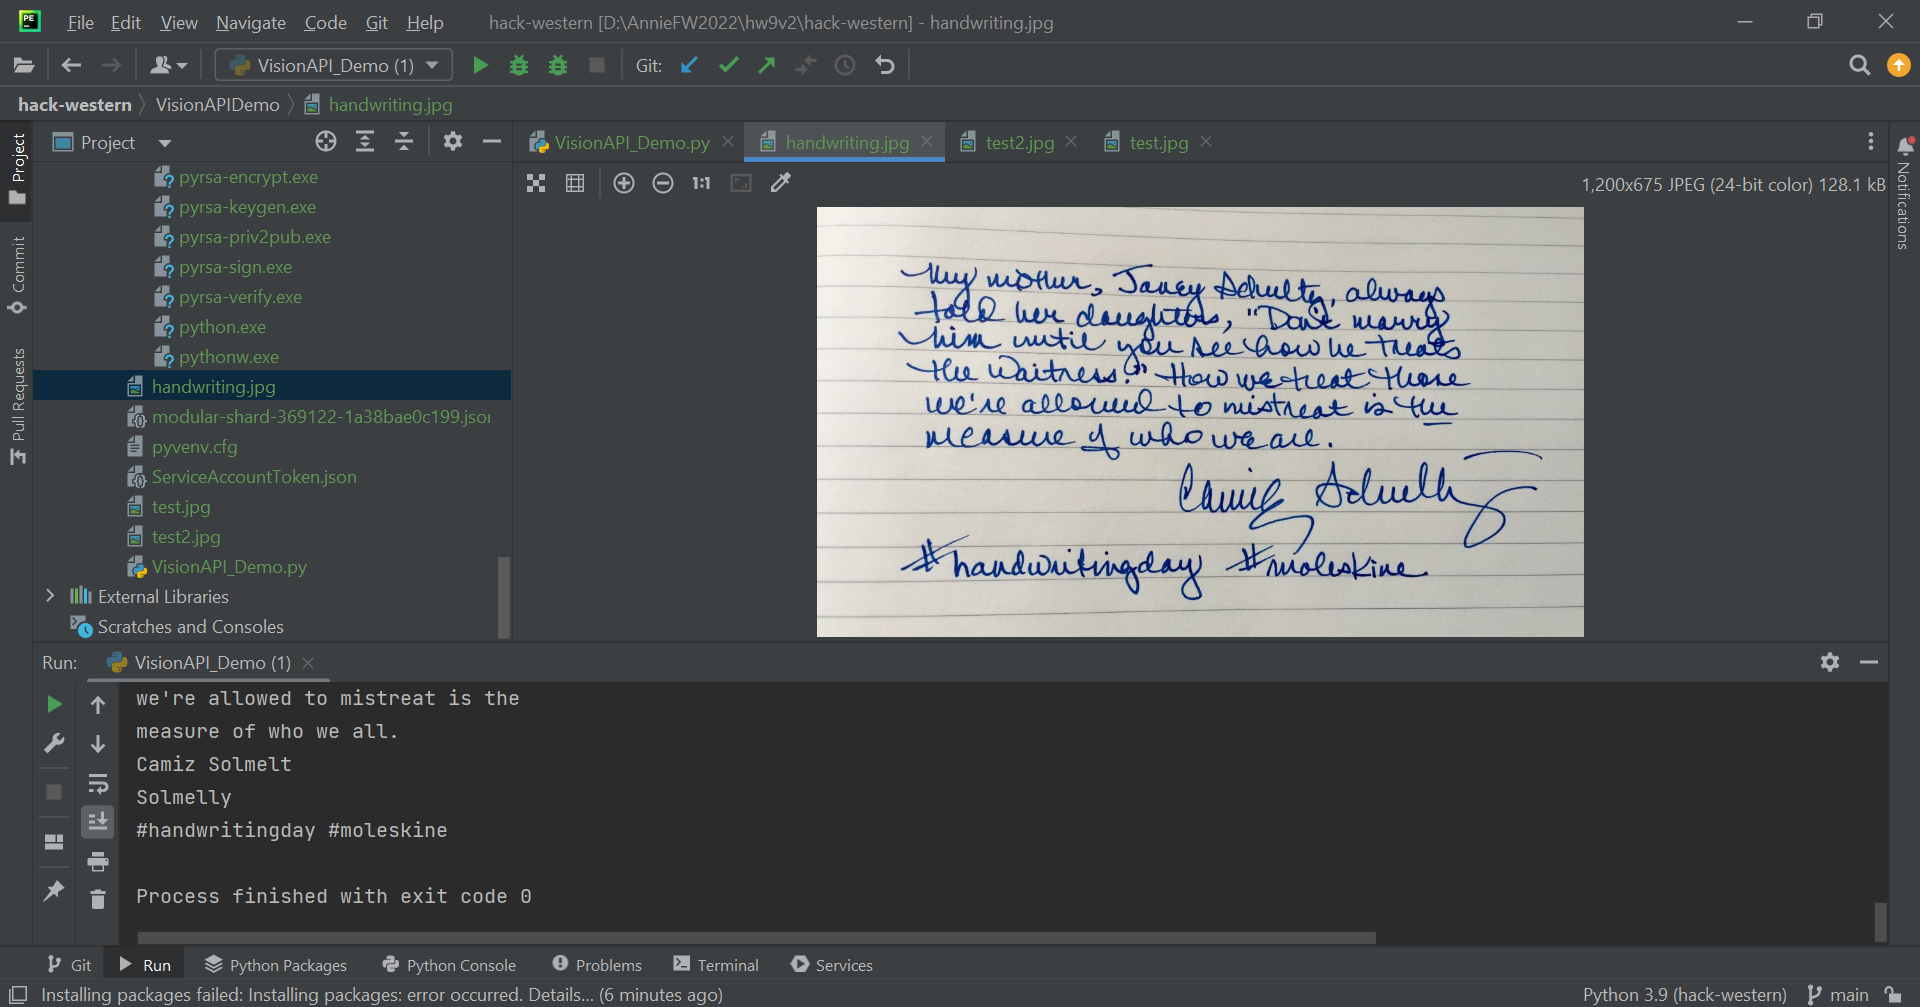 File Edit View Navigate Code Git Help hack-western [D:\AnnieFW2022\hw9v2\hack-western] - handwriting.jpg
VisionAPI_Demo (1) Git:
hack-western VisionAPIDemo handwriting.jpg
Project
VisionAPI_Demo.py handwriting.jpg test2.jpg test.jpg
1:1 1,200x675 JPEG (24-bit color) 128.1 kB
Project
Commit
Pull Requests
pyrsa-encrypt.exe
pyrsa-keygen.exe
pyrsa-priv2pub.exe
pyrsa-sign.exe
pyrsa-verify.exe
python.exe
pythonw.exe
handwriting.jpg
modular-shard-369122-1a38bae0c199.json
pyvenv.cfg
ServiceAccountToken.json
test.jpg
test2.jpg
VisionAPI_Demo.py
External Libraries
Scratches and Consoles
My mother, Janey Schultz, always
told her daughters, "Don't marry
him until you see how he treats
the waitress." How we treat those
we're allowed to mistreat is the
measure of who we are.
Schultz
#handwritingday #moleskine
Notifications
Run: VisionAPI_Demo (1)
we're allowed to mistreat is the
measure of who we all.
Camiz Solmelt
Solmelly
#handwritingday #moleskine
Process finished with exit code 0
Git Run Python Packages Python Console Problems Terminal Services
Installing packages failed: Installing packages: error occurred. Details... (6 minutes ago) Python 3.9 (hack-western) main